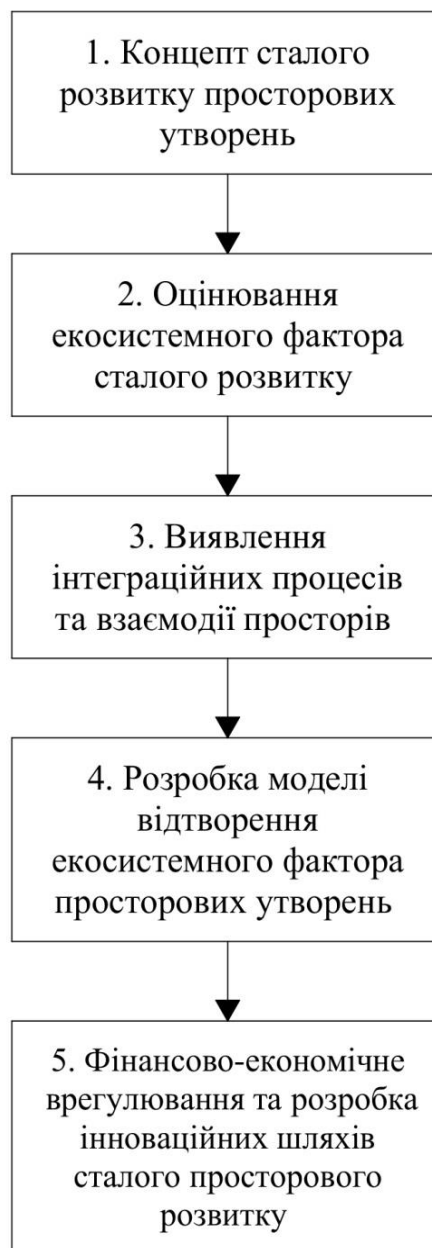 1. Концепт сталого
розвитку просторових
утворень
2. Оцінювання
екосистемного фактора
сталого розвитку
3. Виявлення
інтеграційних процесів
та взаємодії просторів
4. Розробка моделі
відтворення
екосистемного фактора
просторових утворень
5. Фінансово-економічне
врегулювання та розробка
інноваційних шляхів
сталого просторового
розвитку